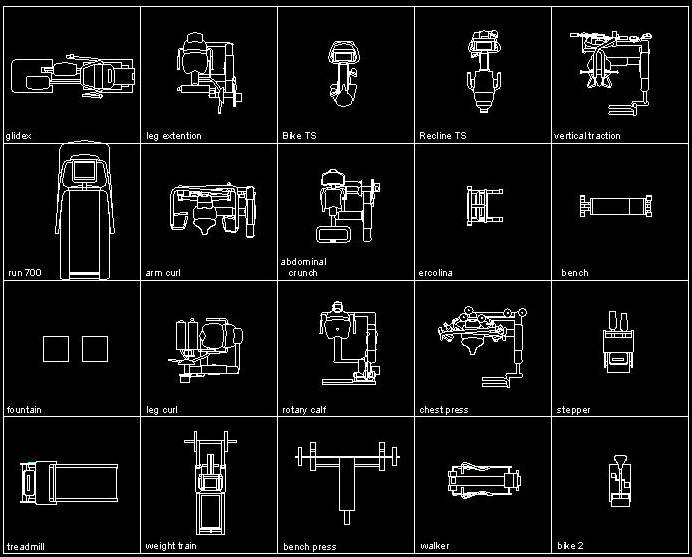 glidex
leg extention
Bike TS
Recline TS
vertical traction
run 700
arm curl
abdominal
crunch
ercolina
bench
fountain
leg curl
rotary calf
chest press
stepper
treadmill
weight train
bench press
walker
bike 2